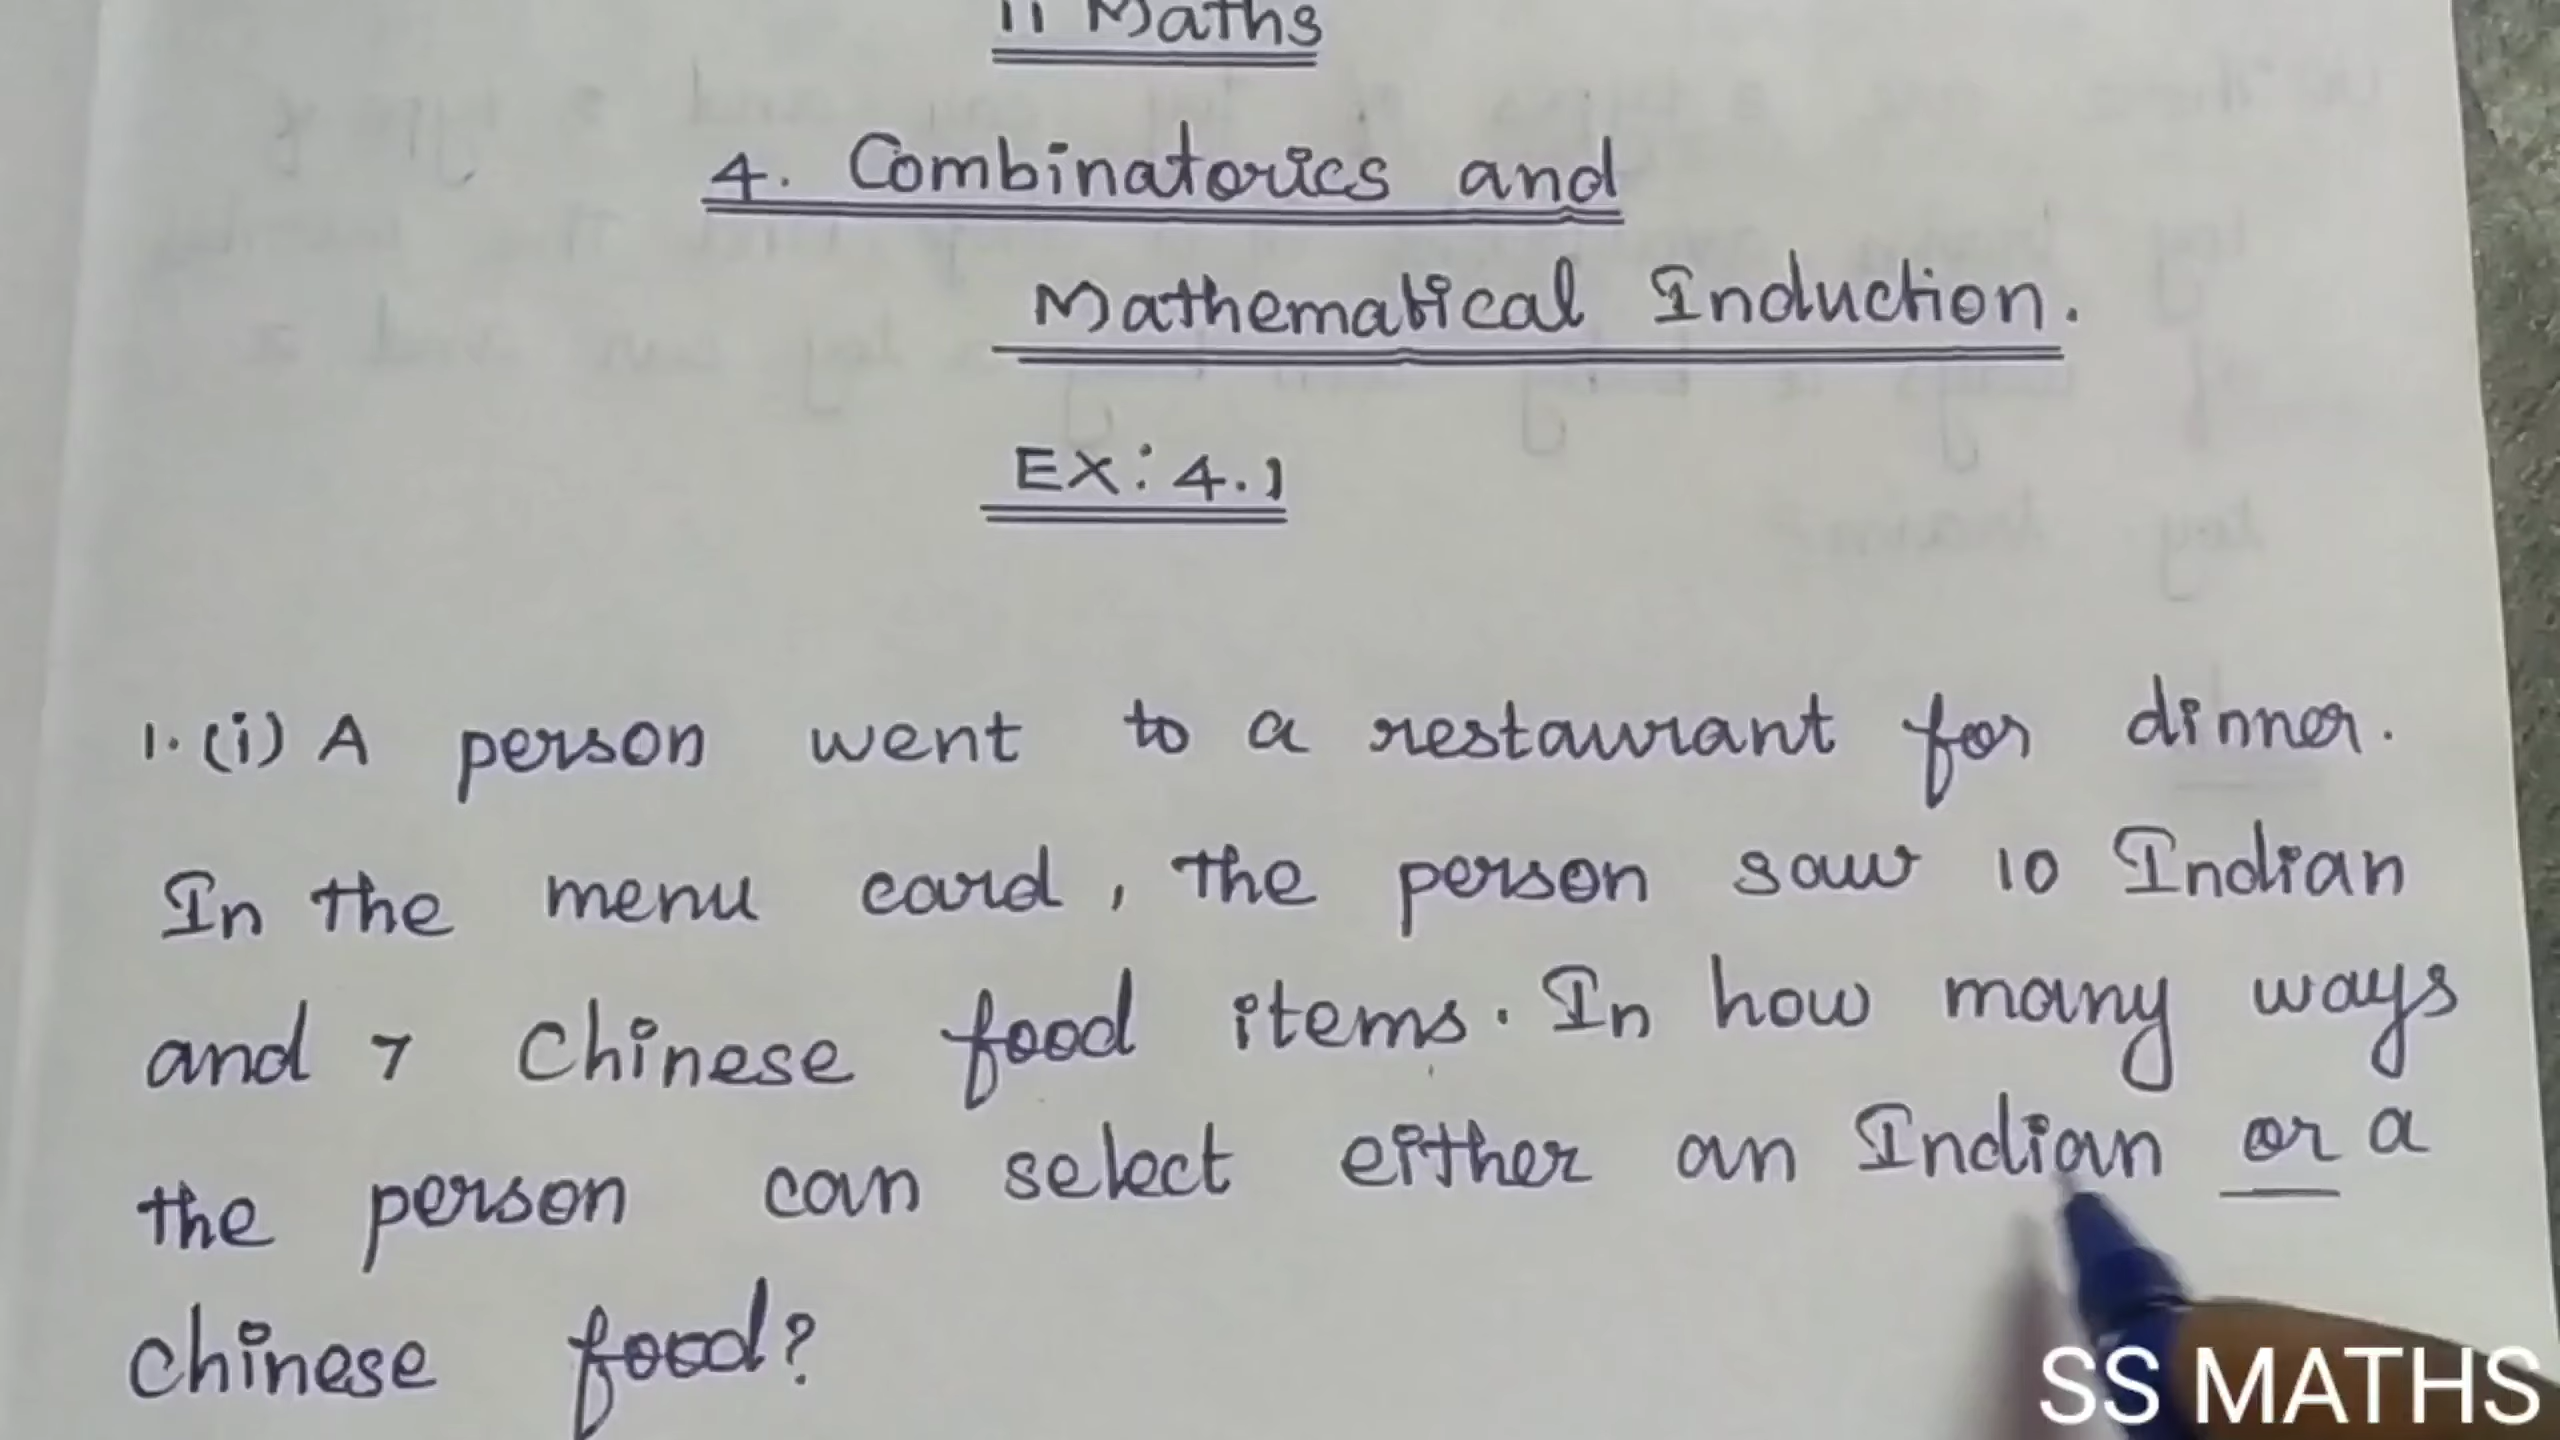 11 Maths
4. Combinatorics and
Mathematical Induction.
EX: 4.1
1. (i) A person went to a restaurant for dinner.
In the menu card, the person saw 10 Indian
and 7 Chinese food items. In how many ways
the person can select either an Indian or a
chinese food?
SS MATHS